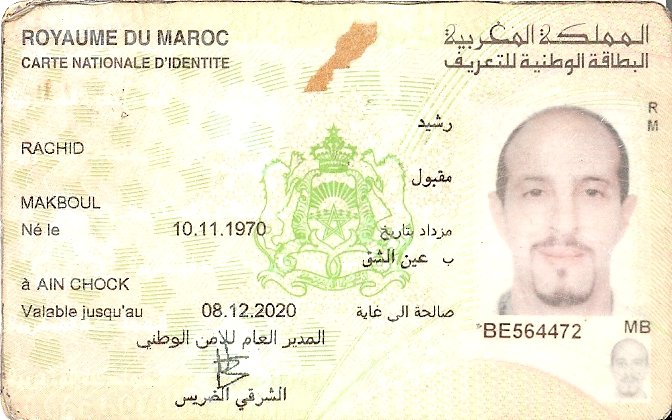 ROYAUME DU MAROC
المملكة المغربية
CARTE NATIONALE D'IDENTITE
البطاقة الوطنية للتعريف
R
M
رشيد
RACHID
مقبول
MAKBOUL
Né le 10.11.1970 مزداد بتاريخ
ب عين الشق
à AIN CHOCK
Valable jusqu'au 08.12.2020 صالحة الى غاية
BE564472 MB
المدير العام للامن الوطني
الشرقي الضريس